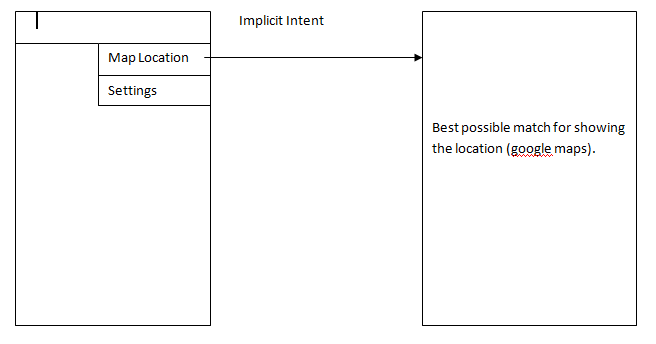 Implicit Intent
Map Location
Settings
Best possible match for showing
the location (google maps).